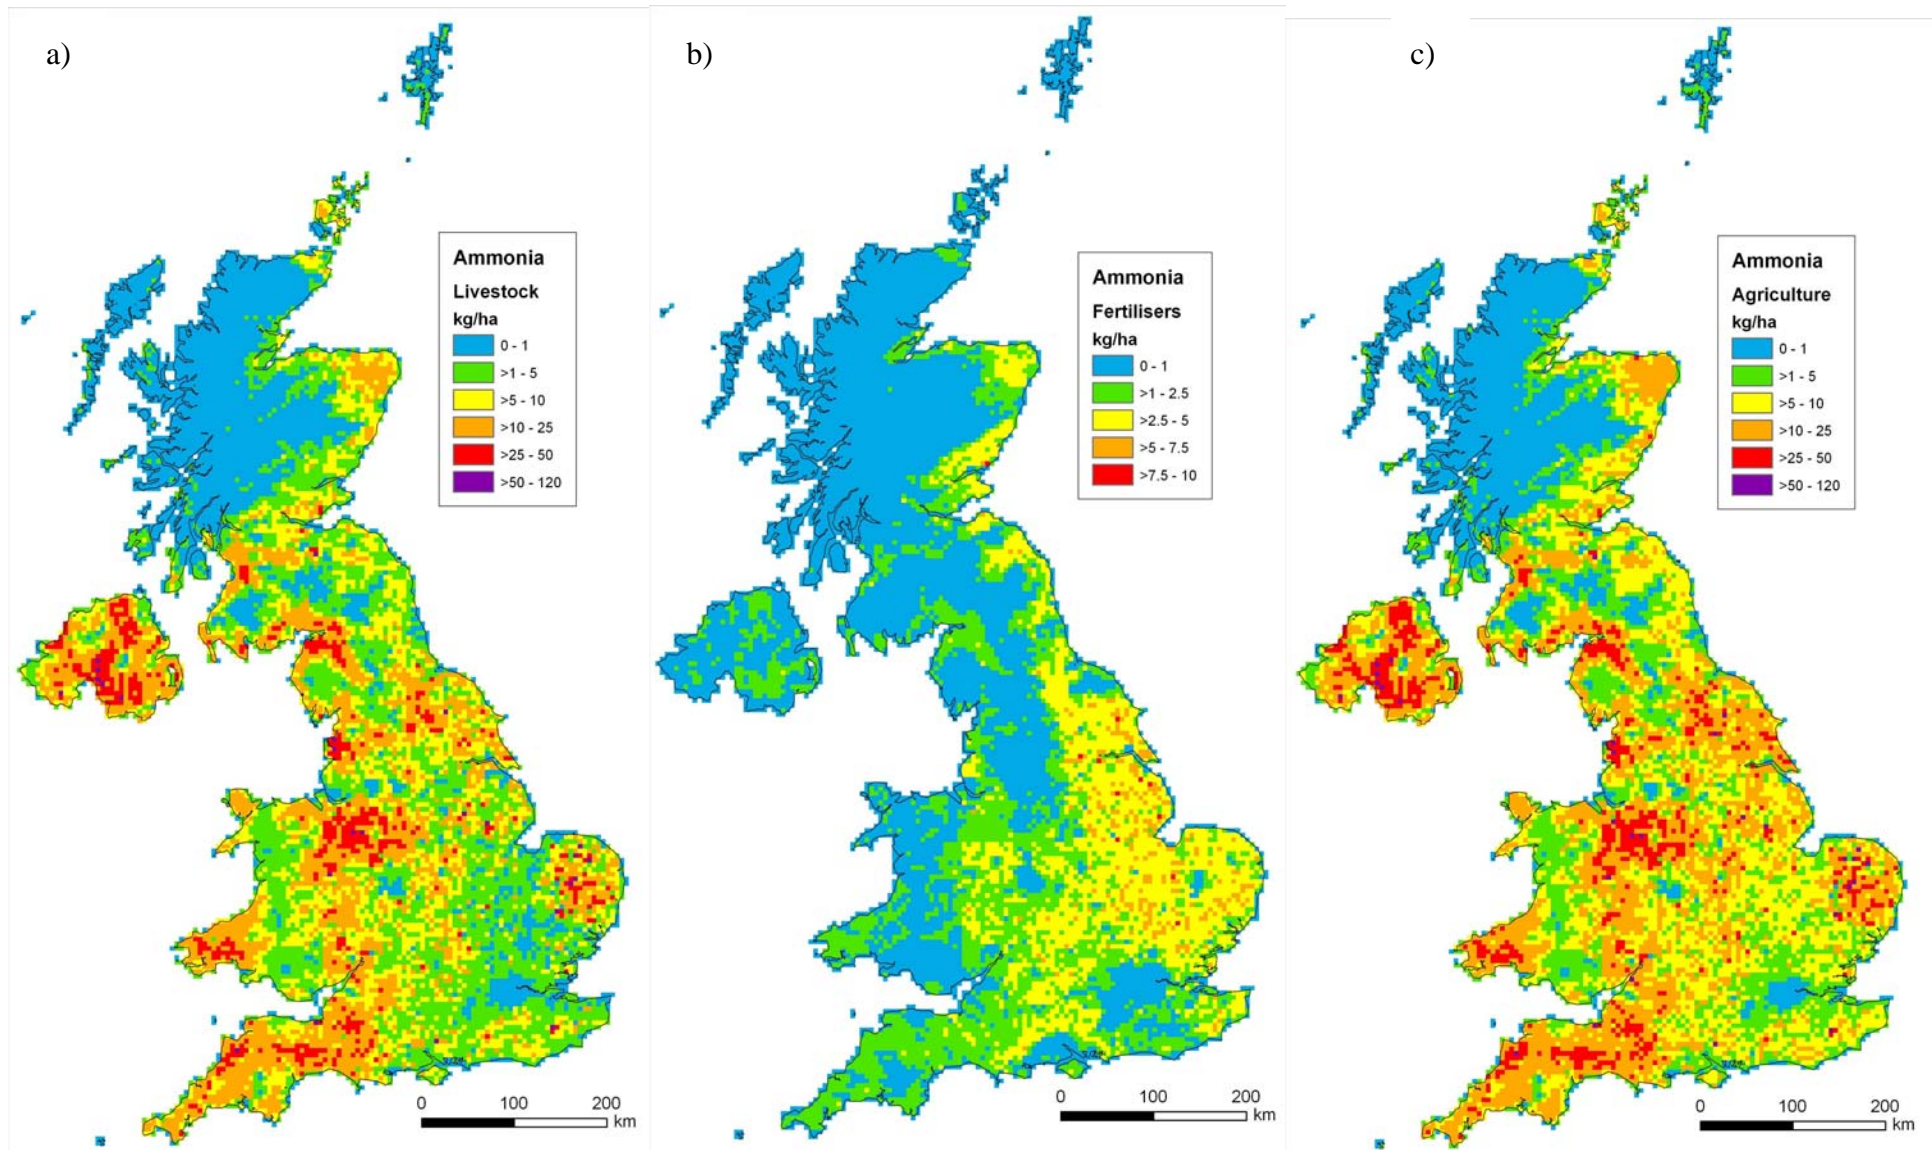 a)
Ammonia
Livestock
kg/ha
0 - 1
>1 - 5
>5 - 10
>10 - 25
>25 - 50
>50 - 120
0 100 200
km
b)
Ammonia
Fertilisers
kg/ha
0 - 1
>1 - 2.5
>2.5 - 5
>5 - 7.5
>7.5 - 10
0 100 200
km
c)
Ammonia
Agriculture
kg/ha
0 - 1
>1 - 5
>5 - 10
>10 - 25
>25 - 50
>50 - 120
0 100 200
km